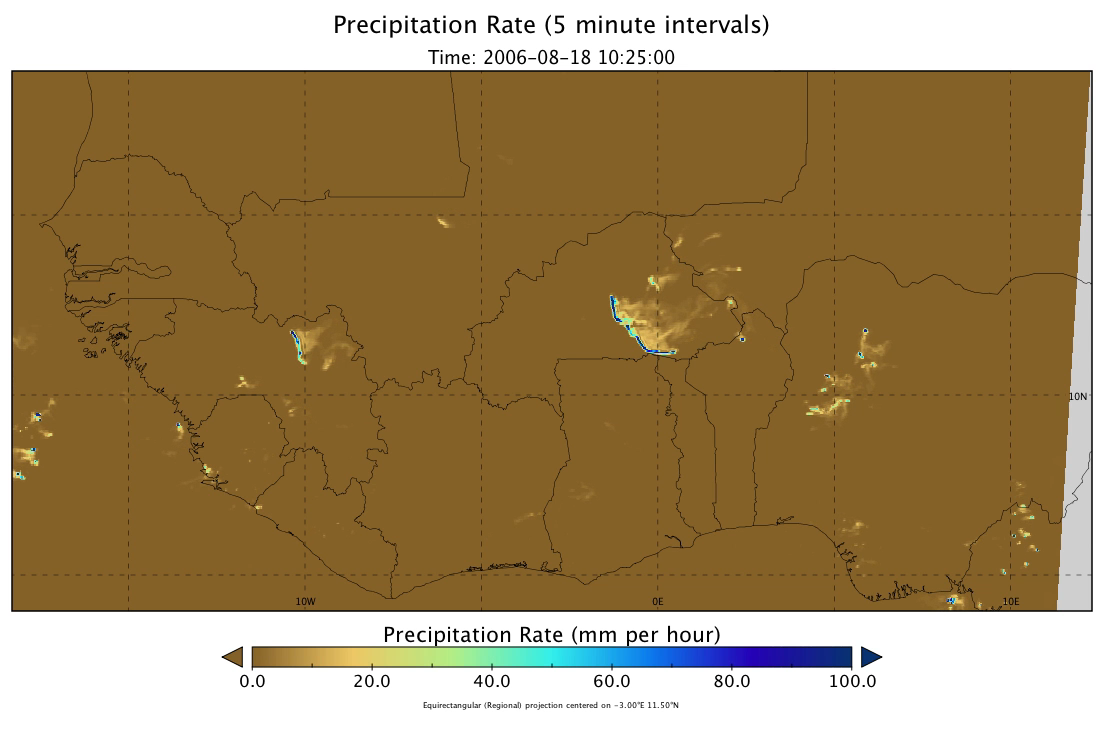 Precipitation Rate (5 minute intervals)
Time: 2006-08-18 10:25:00
10N
10W
0E
10E
Precipitation Rate (mm per hour)
0.0
20.0
40.0
60.0
80.0
100.0
Equirectangular (Regional) projection centered on -3.00°E 11.50°N